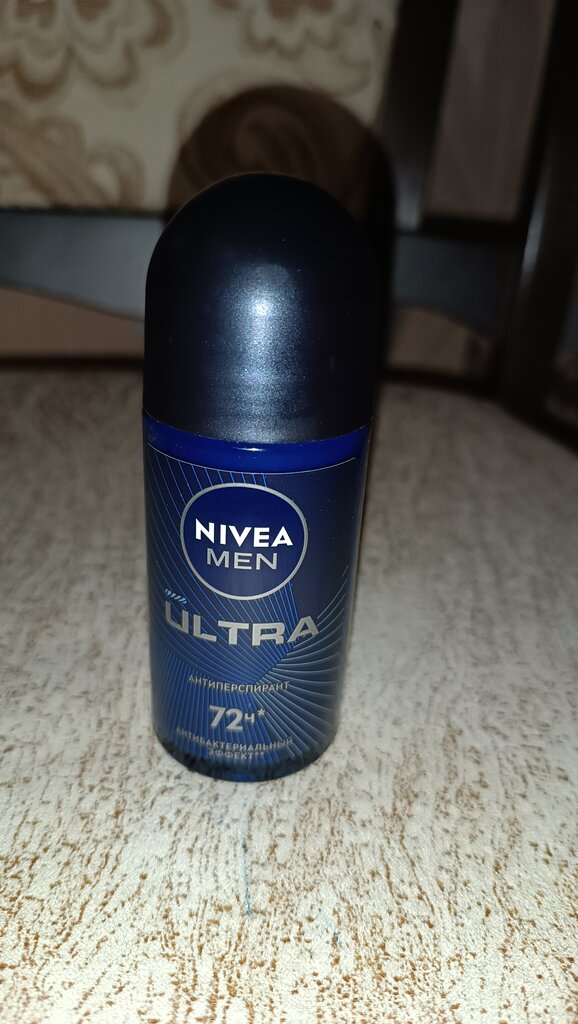 NIVEA
MEN
ULTRA
АНТИПЕРСПИРАНТ
72ч*
АНТИБАКТЕРИАЛЬНЫЙ
ЭФФЕКТ**